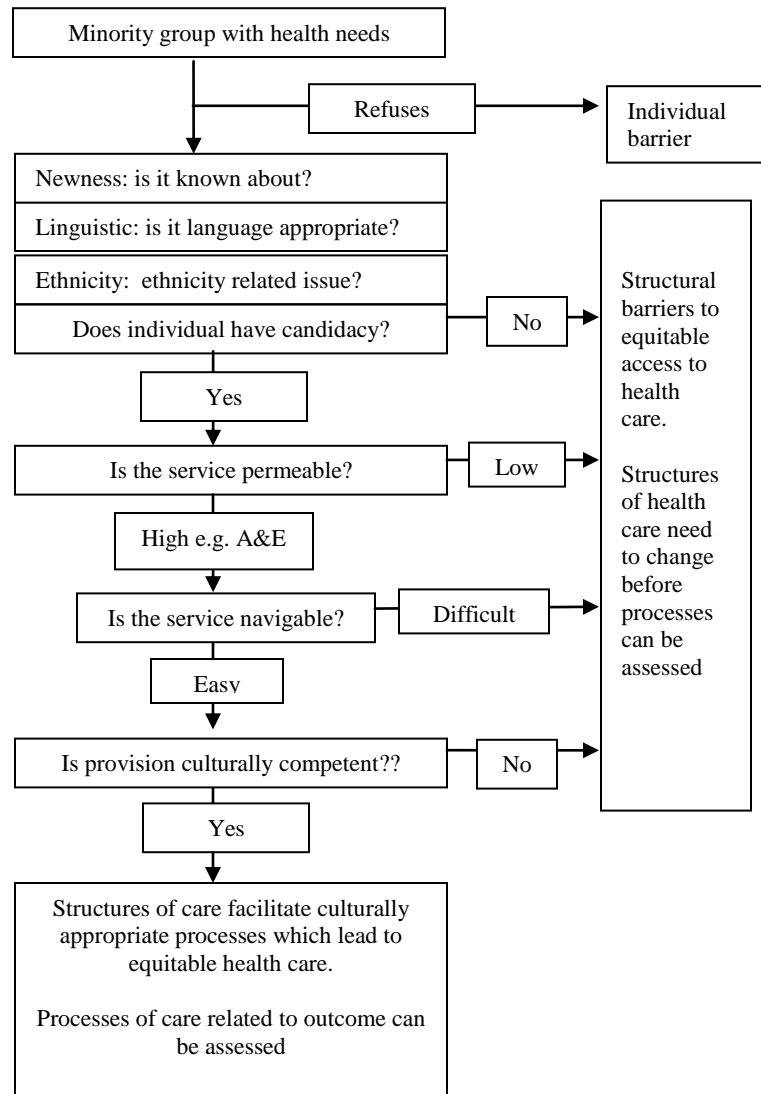 Minority group with health needs
Refuses
Individual
barrier
Newness: is it known about?
Linguistic: is it language appropriate?
Ethnicity:  ethnicity related issue?
Does individual have candidacy?
No
Structural
barriers to
equitable
access to
health
care.
Structures
of health
care need
to change
before
processes
can be
assessed
Yes
Is the service permeable?
Low
High e.g. A&E
Is the service navigable?
Difficult
Easy
Is provision culturally competent??
No
Yes
Structures of care facilitate culturally
appropriate processes which lead to
equitable health care.
Processes of care related to outcome can
be assessed